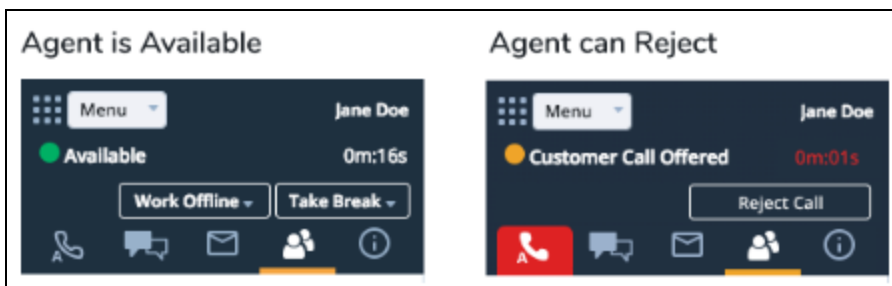 Agent is Available
Menu
Jane Doe
Available
0m:16s
Work Offline
Take Break
A
Agent can Reject
Menu
Jane Doe
Customer Call Offered
0m:01s
Reject Call
A